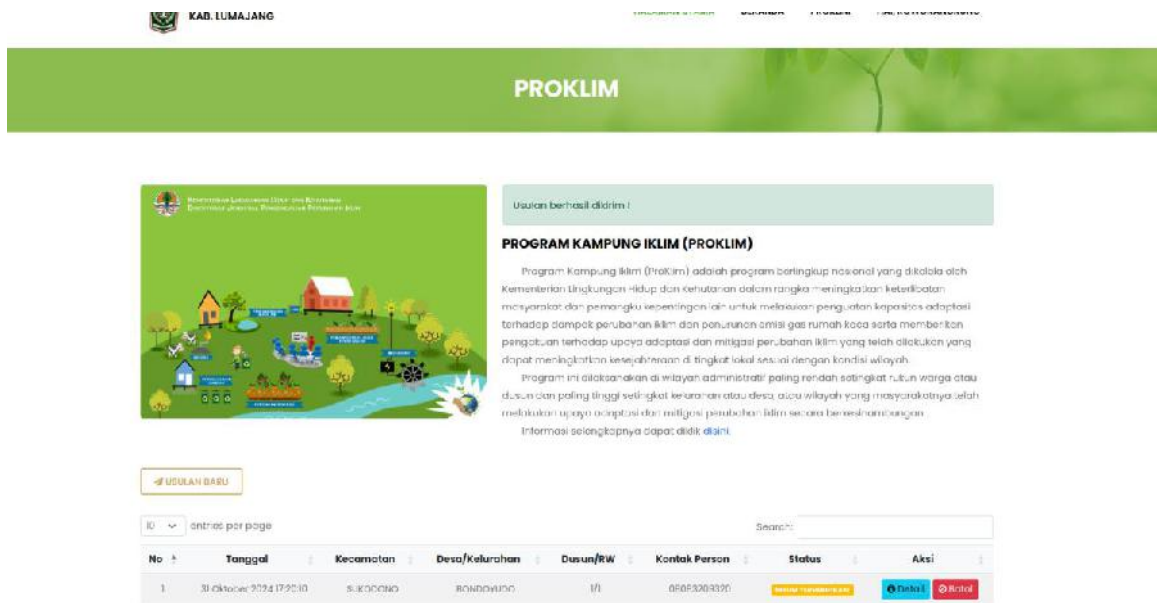 KAB. LUMAJANG
PROKLIM
Usulan berhasil dikirim !
PROGRAM KAMPUNG IKLIM (PROKLIM)
Program Kampung Iklim (ProKlim) adalah program berlingkup nasional yang dikelola oleh
Kementerian Lingkungan Hidup dan Kehutanan dalam rangka meningkatkan keterlibatan
masyarakat dan pemangku kepentingan lain untuk melakukan penguatan kapasitas adaptasi
terhadap dampak perubahan iklim dan penurunan emisi gas rumah kaca serta memberikan
pengakuan terhadap upaya adaptasi dan mitigasi perubahan iklim yang telah dilakukan yang
dapat meningkatkan kesejahteraan di tingkat lokal sesuai dengan kondisi wilayah.
Program ini dilaksanakan di wilayah administratif paling rendah setingkat rukun warga atau
dusun dan paling tinggi setingkat kelurahan atau desa, atau wilayah yang masyarakatnya telah
melakukan upaya adaptasi dan mitigasi perubahan iklim secara berkesinambungan
Informasi selengkapnya dapat diklik disini.
USULAN BARU
10 entries per page
Search:
No Tanggal Kecamatan Desa/Kelurahan Dusun/RW Kontak Person Status Aksi
1 31 Oktober 2024 17:20:10 SUKODONO BONDOYUDO 1/1 Detail Batal